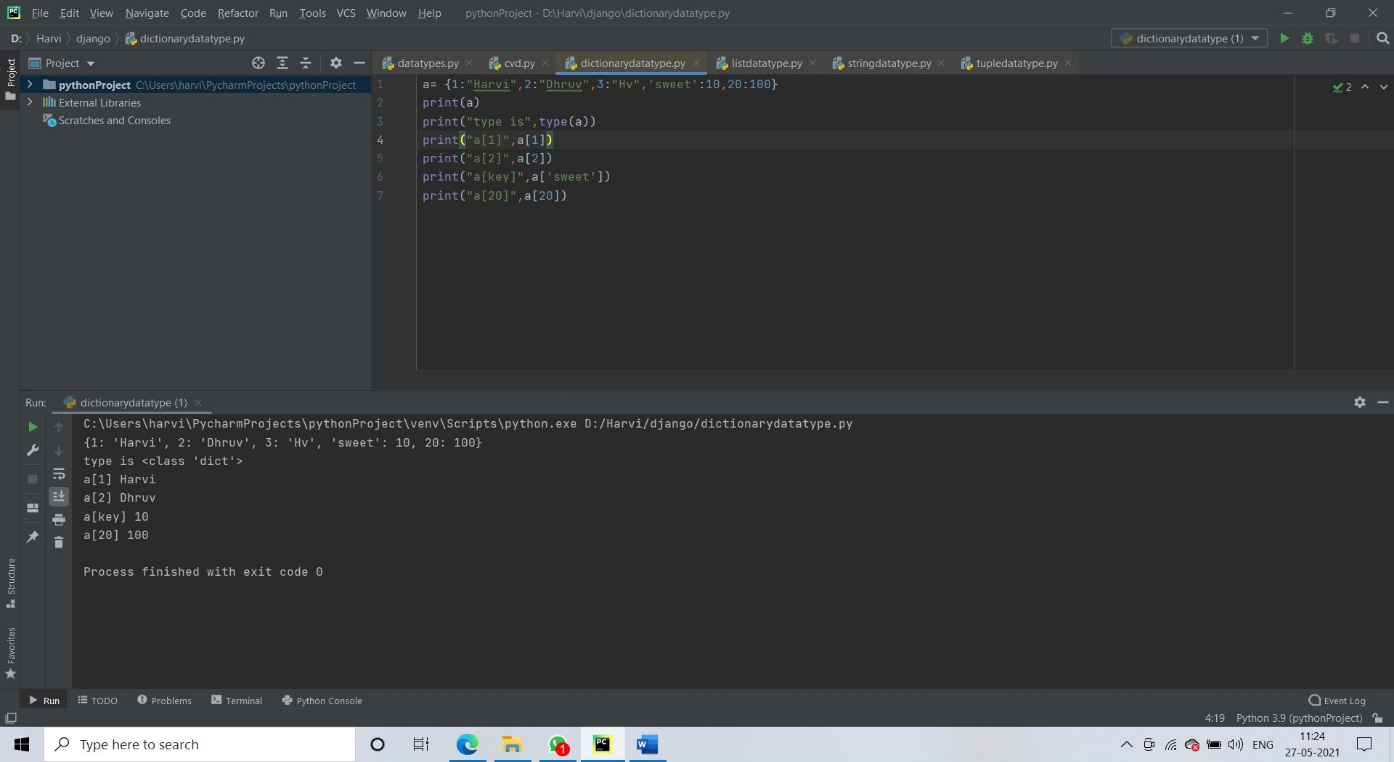 File Edit View Navigate Code Refactor Run Tools VCS Window Help pythonProject - D:\Harvi\django\dictionarydatatype.py
D: Harvi django dictionarydatatype.py dictionarydatatype (1)
Project
Project
datatypes.py cvd.py dictionarydatatype.py listdatatype.py stringdatatype.py tupledatatype.py
pythonProject C:\Users\harvi\PycharmProjects\pythonProject
External Libraries
Scratches and Consoles
1 a= {1:"Harvi",2:"Dhruv",3:"Hv",'sweet':10,20:100}
2
2 print(a)
3 print("type is",type(a))
4 print("a[1]",a[1])
5 print("a[2]",a[2])
6 print("a[key]",a['sweet'])
7 print("a[20]",a[20])
Run: dictionarydatatype (1)
C:\Users\harvi\PycharmProjects\pythonProject\venv\Scripts\python.exe D:/Harvi/django/dictionarydatatype.py
{1: 'Harvi', 2: 'Dhruv', 3: 'Hv', 'sweet': 10, 20: 100}
type is <class 'dict'>
a[1] Harvi
a[2] Dhruv
a[key] 10
a[20] 100
Process finished with exit code 0
Structure
Favorites
Run TODO Problems Terminal Python Console Event Log
4:19 Python 3.9 (pythonProject)
Type here to search
1
ENG
11:24
27-05-2021